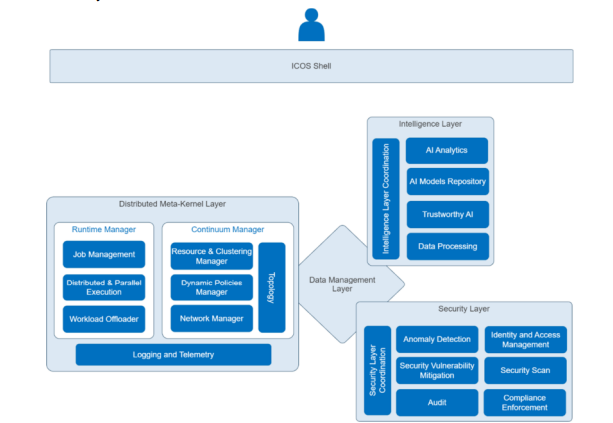 ICOS Shell
Intelligence Layer
Intelligence Layer Coordination
AI Analytics
AI Models Repository
Trustworthy AI
Data Processing
Distributed Meta-Kernel Layer
Runtime Manager
Job Management
Distributed & Parallel
Execution
Workload Offloader
Continuum Manager
Resource & Clustering
Manager
Dynamic Policies
Manager
Network Manager
Topology
Logging and Telemetry
Data Management
Layer
Security Layer
Security Layer
Coordination
Anomaly Detection
Identity and Access
Management
Security Vulnerability
Mitigation
Security Scan
Audit
Compliance
Enforcement